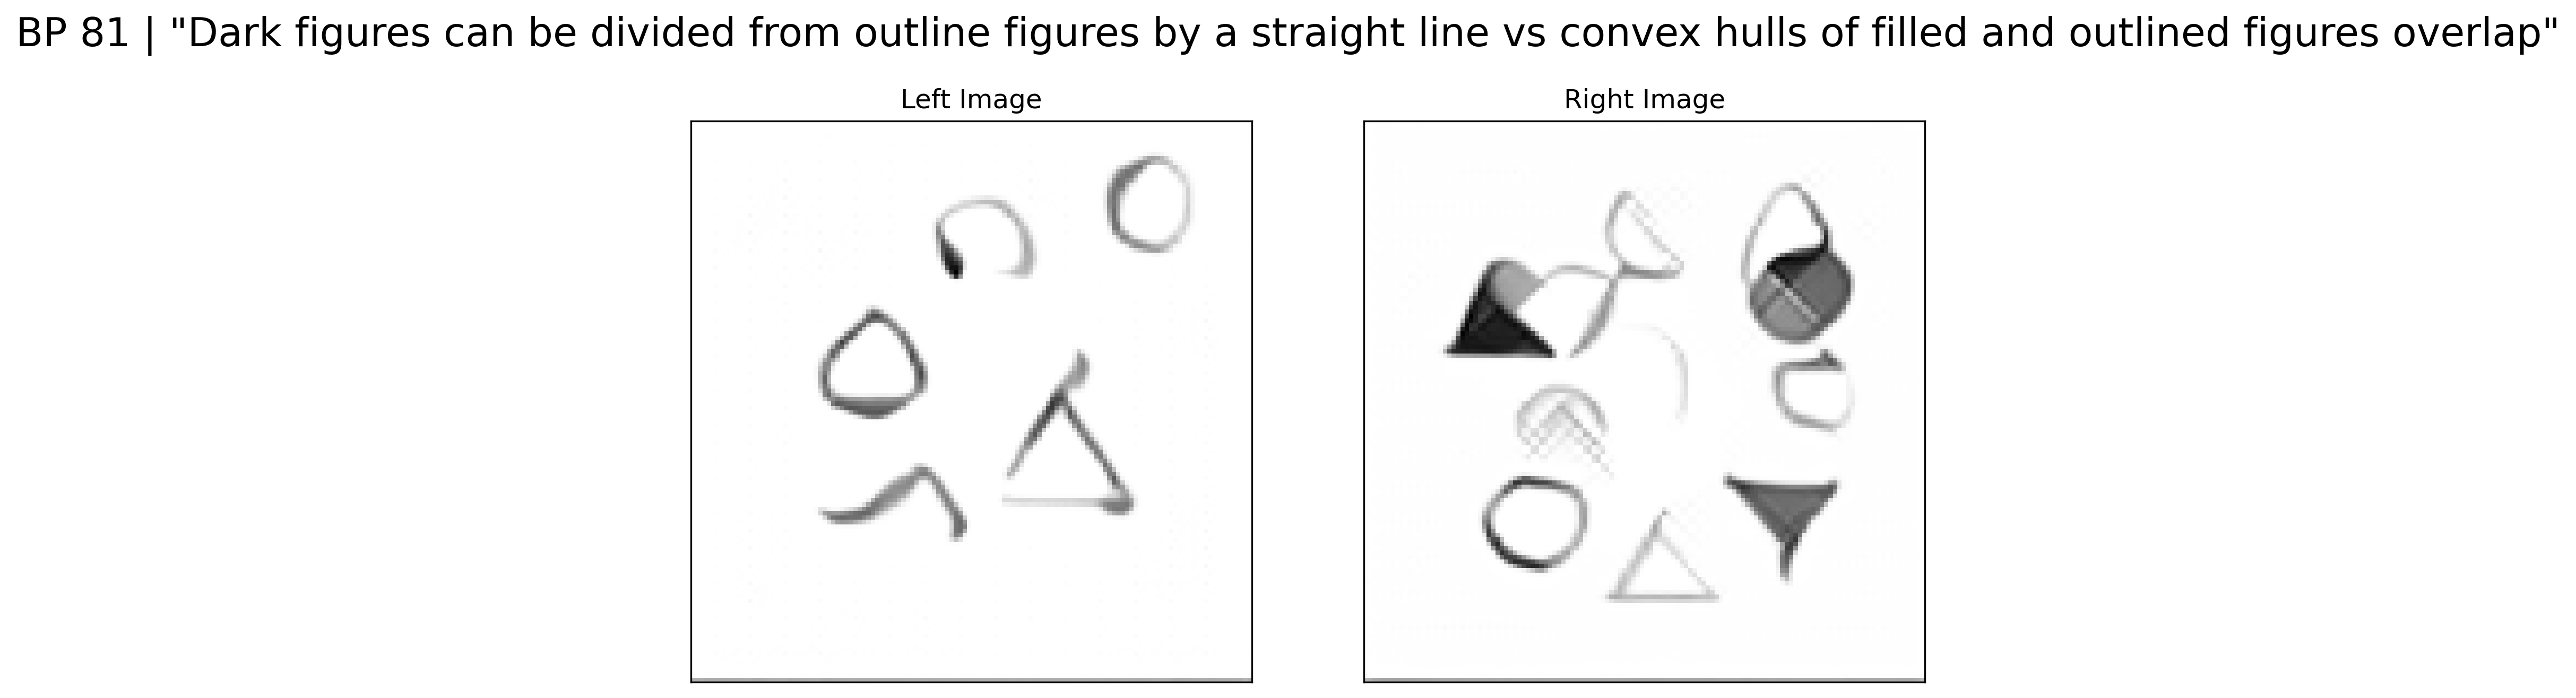 BP 81 | "Dark figures can be divided from outline figures by a straight line vs convex hulls of filled and outlined figures overlap"
Left Image
Right Image